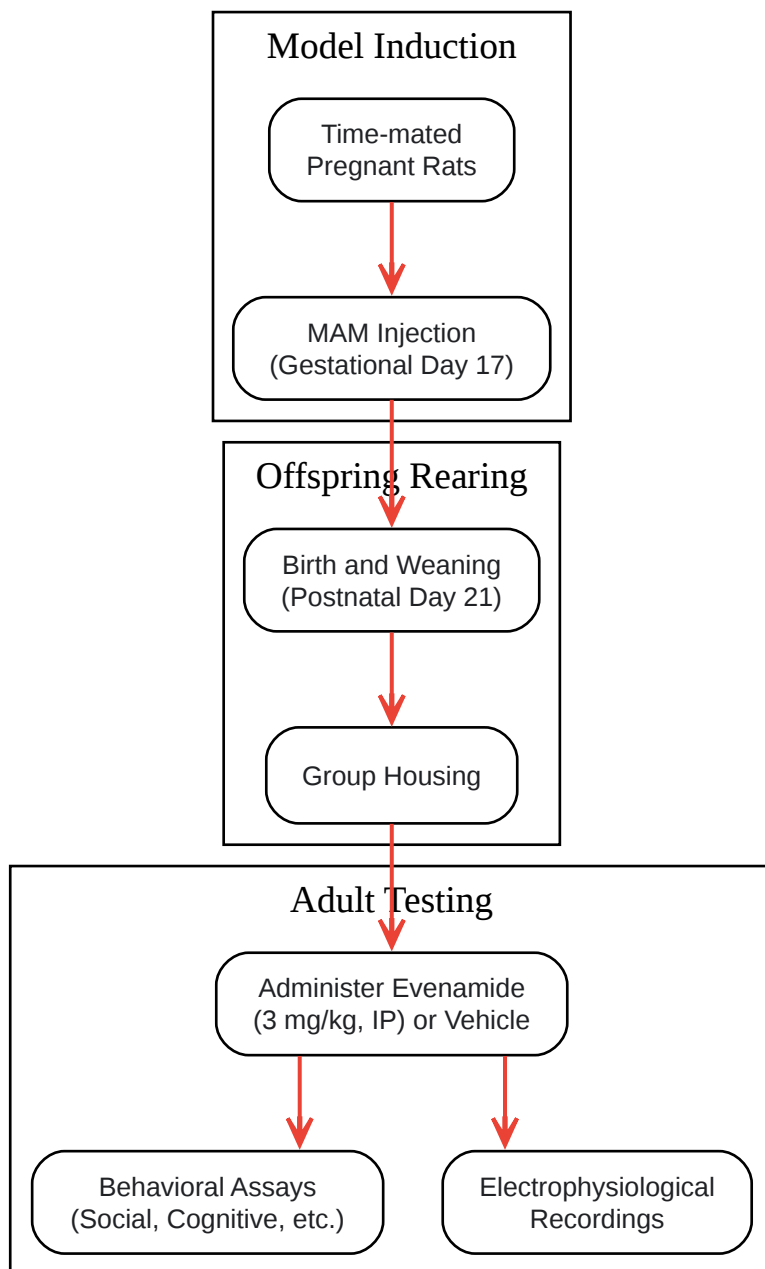 Model Induction
Time-mated
Pregnant Rats
MAM Injection
(Gestational Day 17)
Offspring Rearing
Birth and Weaning
(Postnatal Day 21)
Group Housing
Adult Testing
Administer Evenamide
(3 mg/kg, IP) or Vehicle
Behavioral Assays
(Social, Cognitive, etc.)
Electrophysiological
Recordings